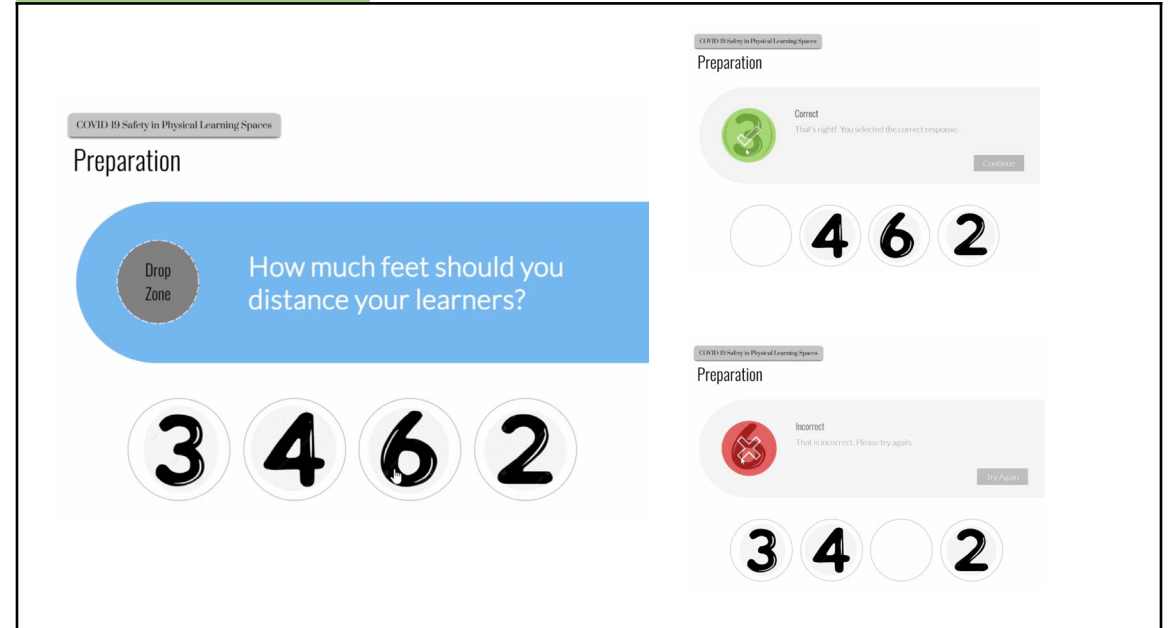 COVID-19 Safety in Physical Learning Spaces
Preparation
Drop
Zone
How much feet should you
distance your learners?
3 4 6 2
COVID-19 Safety in Physical Learning Spaces
Preparation
3
Correct
That's right! You selected the correct response.
Continue
4 6 2
COVID-19 Safety in Physical Learning Spaces
Preparation
6
Incorrect
That is incorrect. Please try again.
Try Again
3 4 2